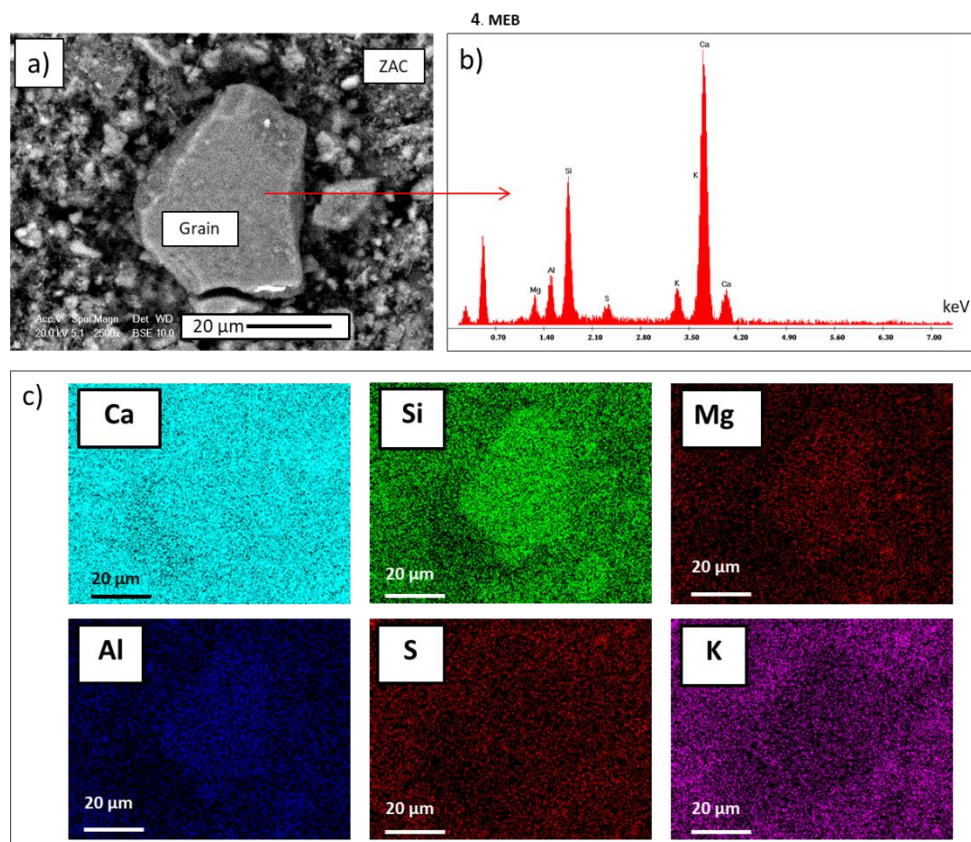 4. MEB
a)
ZAC
Grain
Acc.V Spot Magn Det WD
20.0 kV 5.1 2500x BSE 10.0
20 µm
b)
Ca
Si
K
Al
Mg
S
K
Ca
keV
0.70 1.40 2.10 2.80 3.50 4.20 4.90 5.60 6.30 7.00
c)
Ca
20 µm
Si
20 µm
Mg
20 µm
Al
20 µm
S
20 µm
K
20 µm